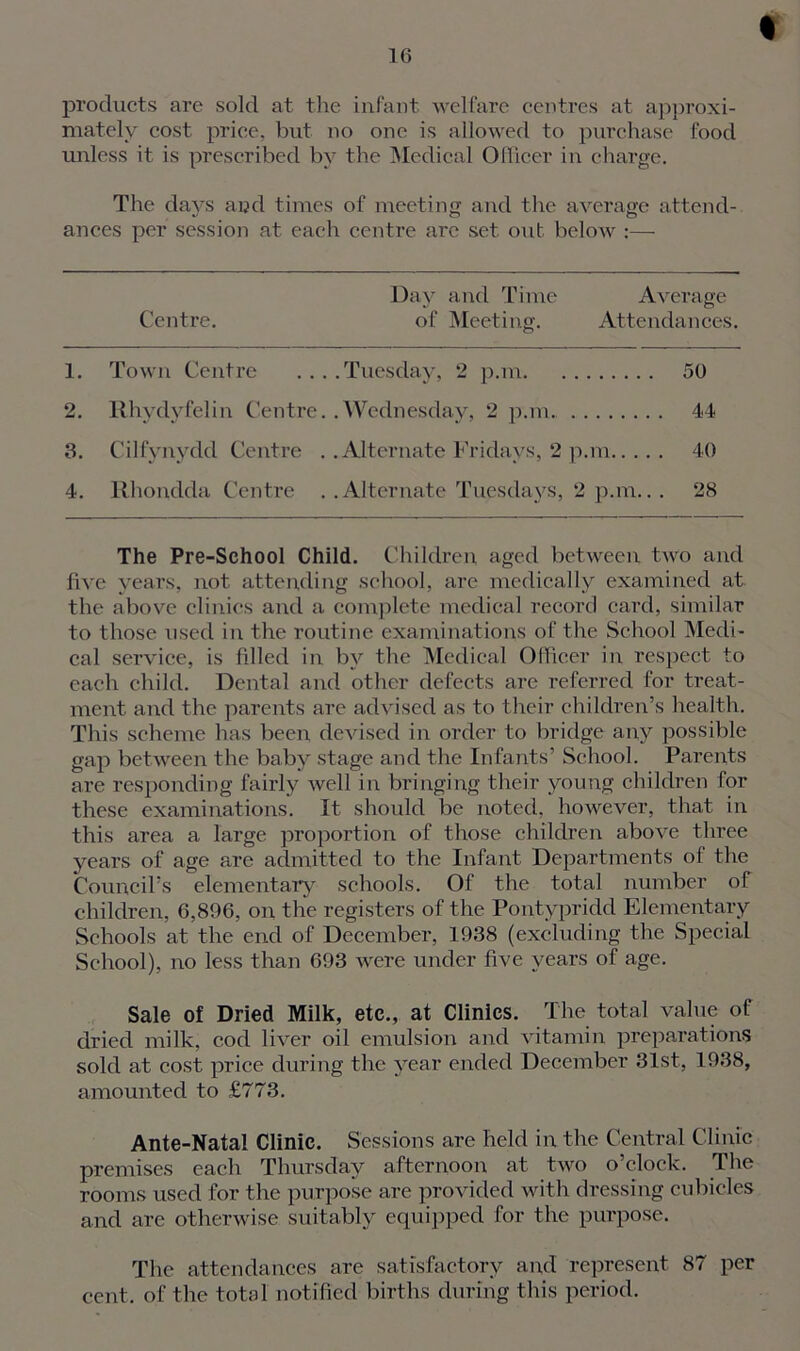 16
products are sold at the infant welfare centres at approxi-
mately cost price, but no one is allowed to purchase food
unless it is prescribed by the Medical Officer in charge.
The days and times of meeting and the average attend-
ances per session at each centre are set out below :—
Day and Time Average
Centre. of Meeting. Attendances.
1. Town Centre ....Tuesday, 2 p.m. ......... 50
2. Rhydyfelin Centre. .Wednesday, 2 p.m. ......... 44
3. Cilfynydd Centre ..Alternate Fridays, 2 p.m..... 40
4. Rhondda Centre ..Alternate Tuesdays, 2 p.m... 28
The Pre-School Child. Children aged between two and
five years, not attending school, are medically examined at
the above clinics and a complete medical record card, similar
to those used in the routine examinations of the School Medi-
cal service, is filled in by the Medical Officer in respect to
each child. Dental and other defects are referred for treat-
ment and the parents are advised as to their children's health.
This scheme has been devised in order to bridge any possible
gap between the baby stage and the Infants' School. Parents
are responding fairly well in bringing their young children for
these examinations. It should be noted, however, that in
this area a large proportion of those children above three
years of age are admitted to the Infant Departments of the
Council's elementary schools. Of the total number of
children, 6,896, on the registers of the Pontypridd Elementary
Schools at the end of December, 1938 (excluding the Special
School), no less than 693 were under five years of age.
Sale of Dried Milk, etc., at Clinics. The total value of
dried milk, cod liver oil emulsion and vitamin preparations
sold at cost price during the year ended December 31st, 1938,
amounted to £773.
Ante-Natal Clinic. Sessions are held in the Central Clinic
premises each Thursday afternoon at two o'clock. The
rooms used for the purpose are provided with dressing cubicles
and are otherwise suitably equipped for the purpose.
The attendances are satisfactory and represent 87 per
cent. of the total notified births during this period.